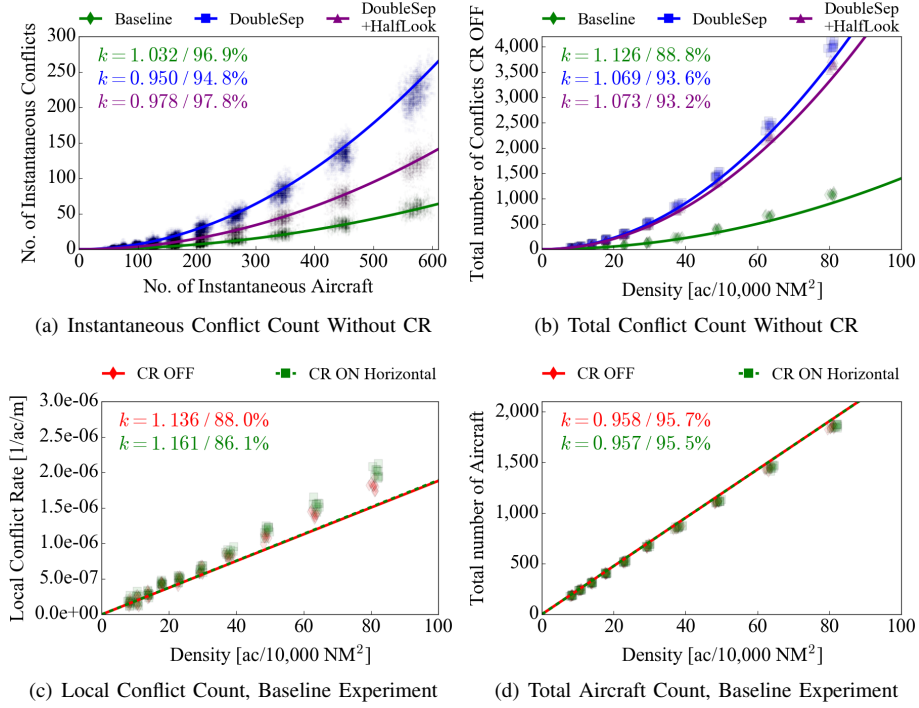 Baseline DoubleSep DoubleSep +HalfLook
No. of Instantaneous Conflicts
300
250
200
150
100
50
0
k = 1.032 / 96.9%
k = 0.950 / 94.8%
k = 0.978 / 97.8%
0 100 200 300 400 500 600
No. of Instantaneous Aircraft
(a) Instantaneous Conflict Count Without CR
Baseline DoubleSep DoubleSep +HalfLook
Total number of Conflicts CR OFF
4,000
3,500
3,000
2,500
2,000
1,500
1,000
500
0
k = 1.126 / 88.8%
k = 1.069 / 93.6%
k = 1.073 / 93.2%
0 20 40 60 80 100
Density [ac/10,000 NM²]
(b) Total Conflict Count Without CR
CR OFF CR ON Horizontal
Local Conflict Rate [1/ac/m]
3.0e-06
2.5e-06
2.0e-06
1.5e-06
1.0e-06
5.0e-07
0.0e+00
k = 1.136 / 88.0%
k = 1.161 / 86.1%
0 20 40 60 80 100
Density [ac/10,000 NM²]
(c) Local Conflict Count, Baseline Experiment
CR OFF CR ON Horizontal
Total number of Aircraft
2,000
1,500
1,000
500
0
k = 0.958 / 95.7%
k = 0.957 / 95.5%
0 20 40 60 80 100
Density [ac/10,000 NM²]
(d) Total Aircraft Count, Baseline Experiment